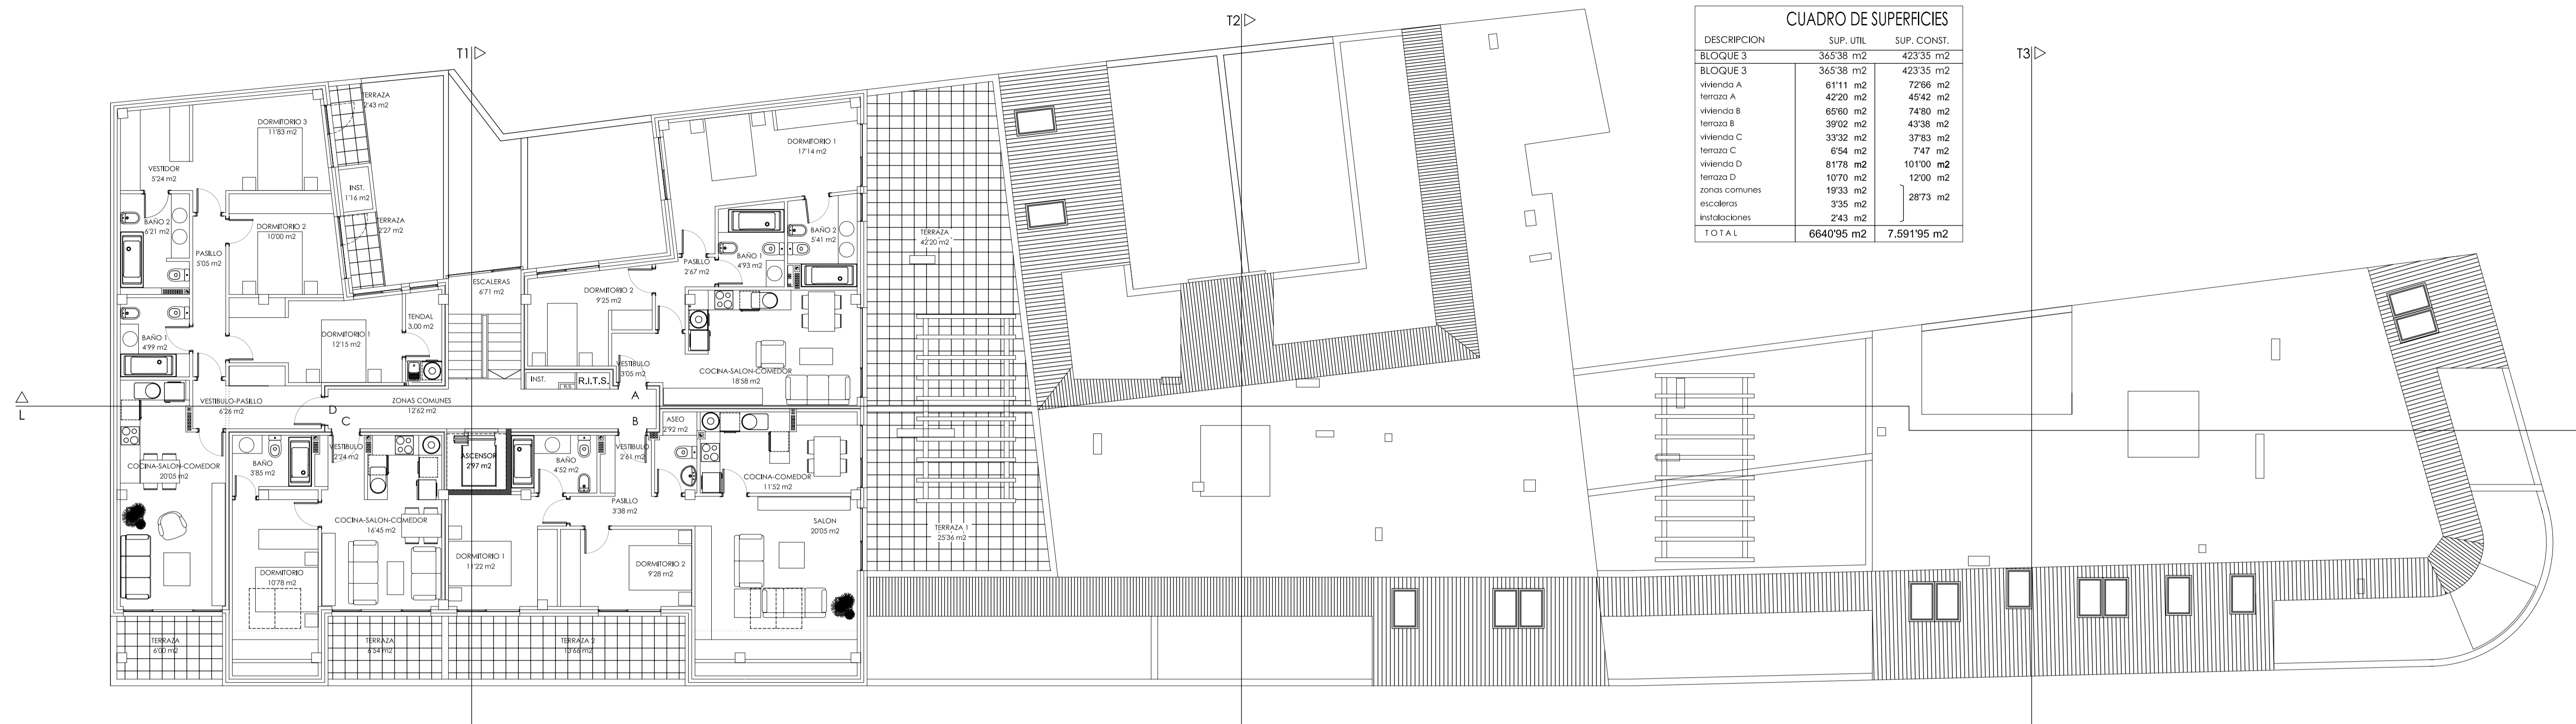 T1
T2
T3
CUADRO DE SUPERFICIES
DESCRIPCION SUP. UTIL SUP. CONST.
BLOQUE 3 365'38 m2 423'35 m2
BLOQUE 3 365'38 m2 423'35 m2
vivienda A 61'11 m2 72'66 m2
terraza A 42'20 m2 45'42 m2
vivienda B 65'60 m2 74'80 m2
terraza B 39'02 m2 43'38 m2
vivienda C 33'32 m2 37'83 m2
terraza C 6'54 m2 7'47 m2
vivienda D 81'78 m2 101'00 m2
terraza D 10'70 m2 12'00 m2
zonas comunes 19'33 m2
28'73 m2
escaleras 3'35 m2
instalaciones 2'43 m2
T O T A L 6640'95 m2 7.591'95 m2
TERRAZA
2'43 m2
DORMITORIO 3
11'83 m2
VESTIDOR
5'24 m2
INST.
1'16 m2
BAÑO 2
6'21 m2
DORMITORIO 2
10'00 m2
TERRAZA
2'27 m2
PASILLO
5'05 m2
DORMITORIO 1
17'14 m2
BAÑO 2
5'41 m2
BAÑO 1
4'93 m2
PASILLO
2'67 m2
TERRAZA
42'20 m2
ESCALERAS
6'71 m2
DORMITORIO 2
9'25 m2
TENDAL
3,00 m2
DORMITORIO 1
12'15 m2
BAÑO 1
4'99 m2
VESTIBULO
3'05 m2
COCINA-SALON-COMEDOR
18'58 m2
INST.
R.S.
R.I.T.S.
L
VESTIBULO-PASILLO
6'26 m2
D
C
ZONAS COMUNES
12'62 m2
A
B
ASEO
2'92 m2
VESTIBULO
2'24 m2
VESTIBULO
2'61 m2
ASCENSOR
2'97 m2
BAÑO
3'85 m2
BAÑO
4'52 m2
COCINA-SALON-COMEDOR
20'05 m2
COCINA-COMEDOR
11'52 m2
PASILLO
3'38 m2
COCINA-SALON-COMEDOR
16'45 m2
SALON
20'05 m2
TERRAZA 1
25'36 m2
DORMITORIO 1
11'22 m2
DORMITORIO 2
9'28 m2
DORMITORIO
10'78 m2
TERRAZA
6'00 m2
TERRAZA
6'54 m2
TERRAZA 2
13'66 m2